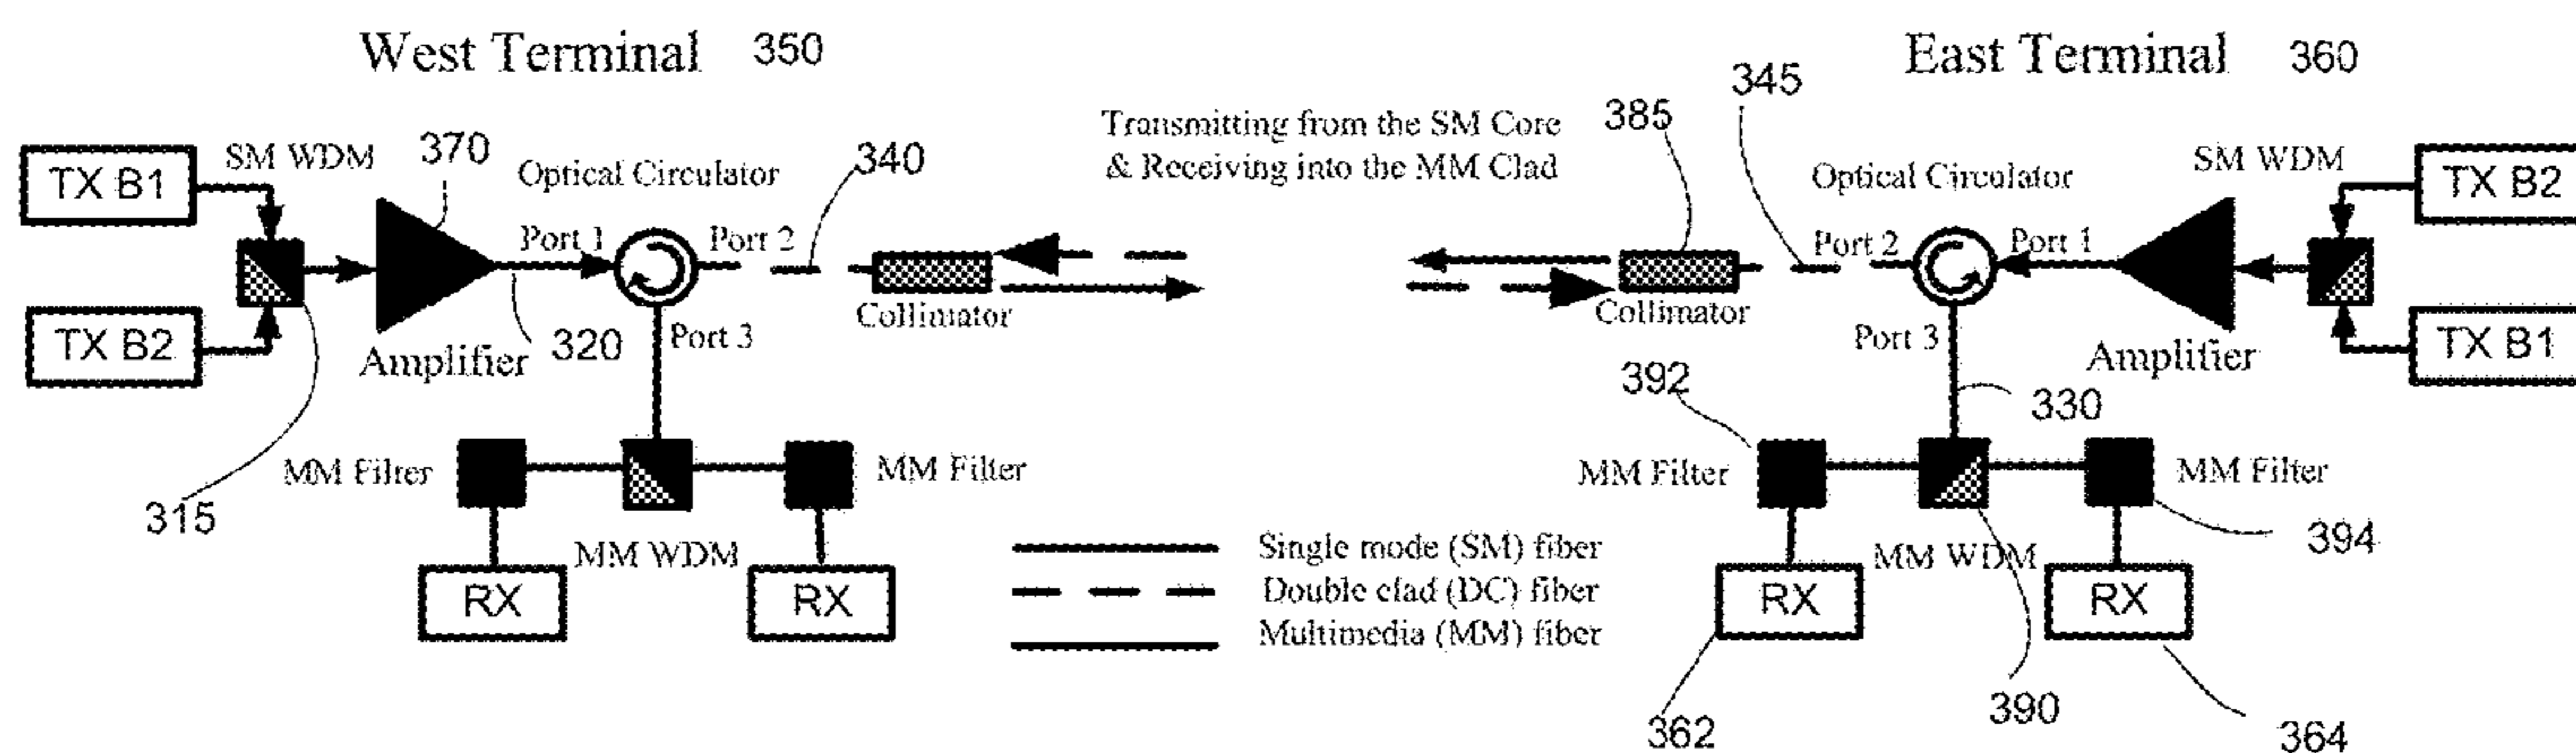 West Terminal 350
East Terminal 360
TX B1
SM WDM
370
Optical Circulator
340
Transmitting from the SM Core
& Receiving into the MM Clad
385
345
Optical Circulator
SM WDM
TX B2
Port 1
Port 2
Port 2
Port 1
TX B2
Amplifier
320
Port 3
Collimator
Collimator
Port 3
Amplifier
TX B1
392
330
MM Filter
MM Filter
MM Filter
MM Filter
315
MM WDM
Single mode (SM) fiber
MM WDM
394
RX
RX
Double clad (DC) fiber
RX
RX
Multimedia (MM) fiber
362
390
364